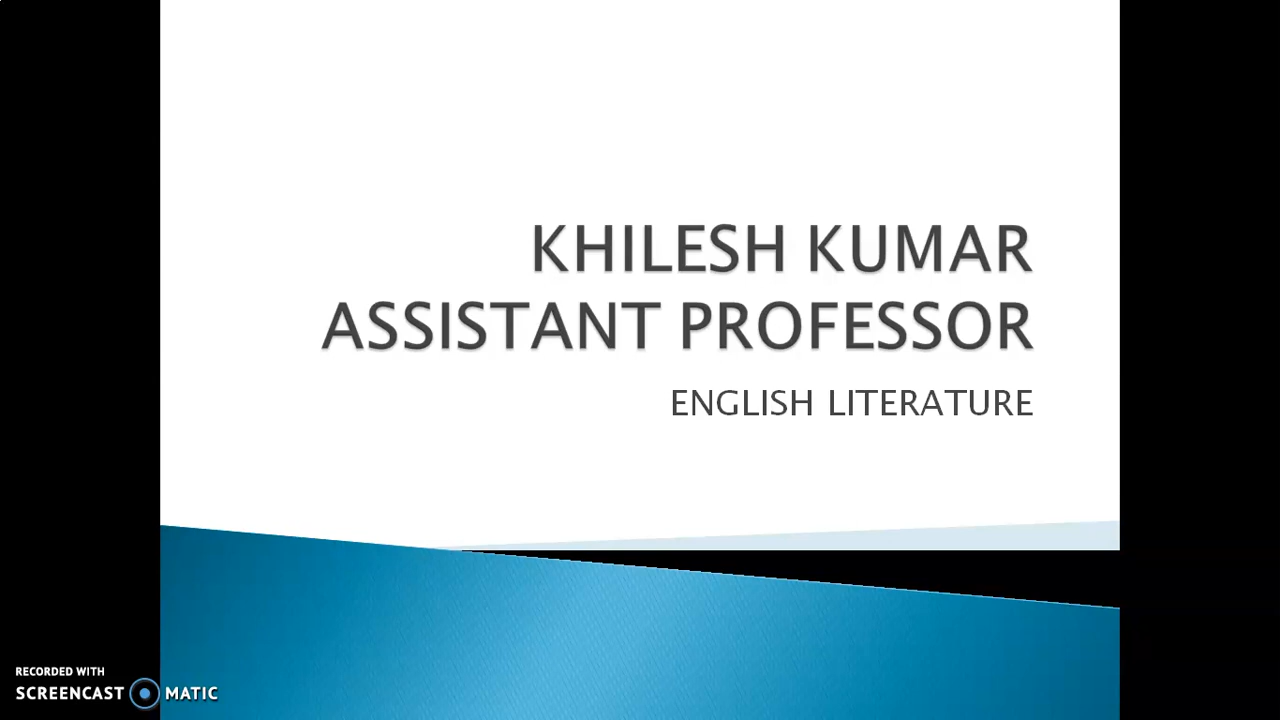 KHILESH KUMAR
ASSISTANT PROFESSOR
ENGLISH LITERATURE
RECORDED WITH
SCREENCAST MATIC